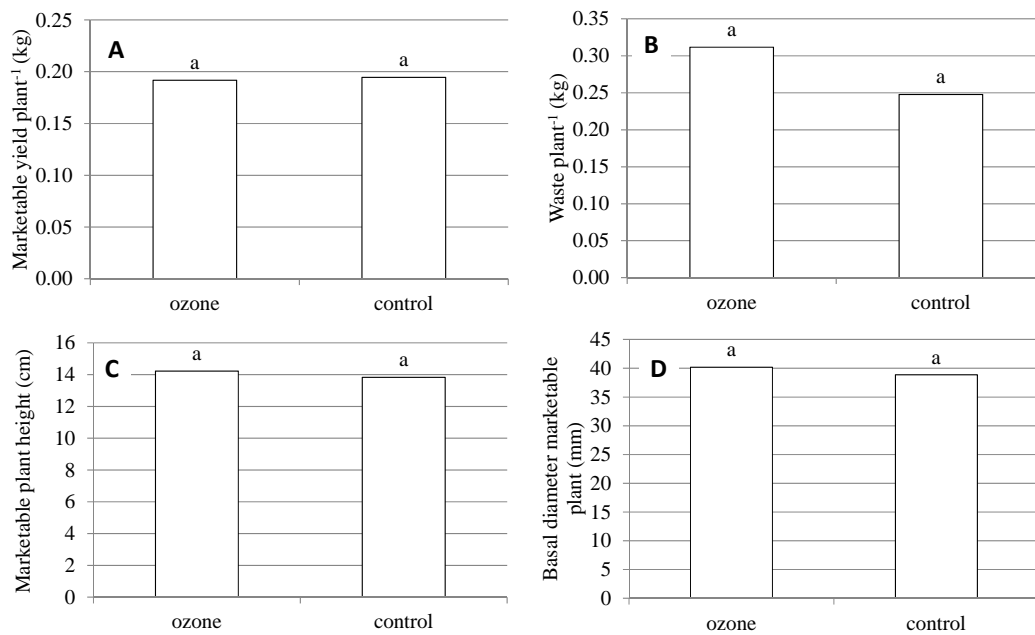 Marketable yield plant⁻¹ (kg)
0.25
0.20
0.15
0.10
0.05
0.00
A
a
a
ozone
control
Waste plant⁻¹ (kg)
0.35
0.30
0.25
0.20
0.15
0.10
0.05
0.00
B
a
a
ozone
control
Marketable plant height (cm)
16
14
12
10
8
6
4
2
0
C
a
a
ozone
control
Basal diameter marketable
plant (mm)
45
40
35
30
25
20
15
10
5
0
D
a
a
ozone
control